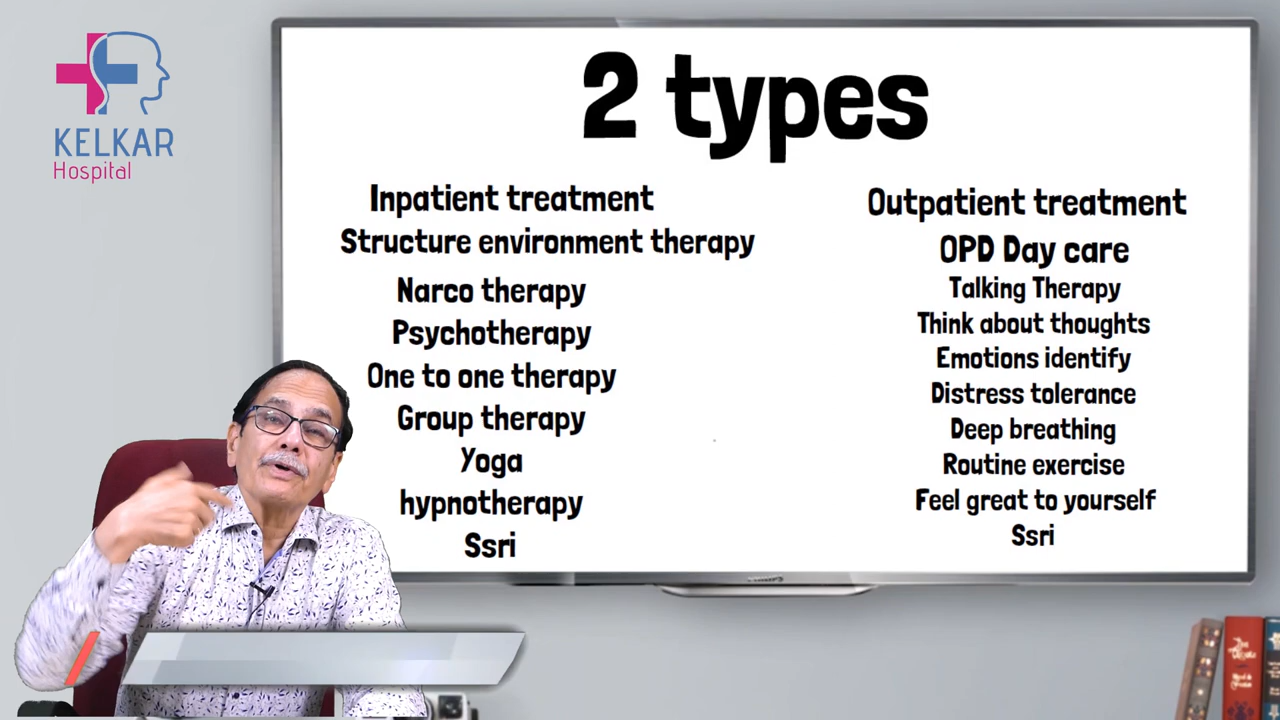 KELKAR
Hospital
2 types
Inpatient treatment
Structure environment therapy
Narco therapy
Psychotherapy
One to one therapy
Group therapy
Yoga
hypnotherapy
Ssri
Outpatient treatment
OPD Day care
Talking Therapy
Think about thoughts
Emotions identify
Distress tolerance
Deep breathing
Routine exercise
Feel great to yourself
Ssri
PHILIPS